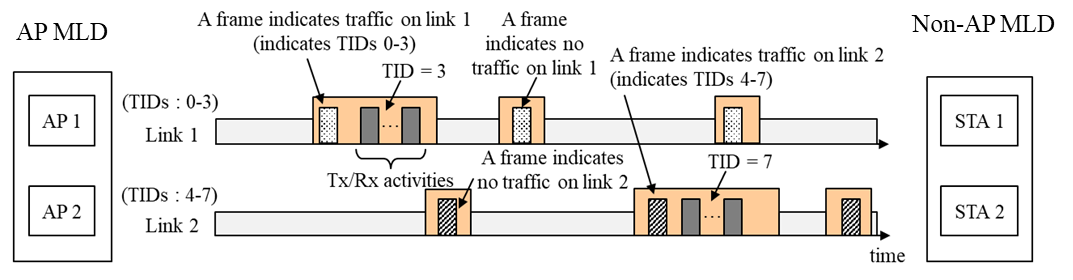 AP MLD
Non-AP MLD
A frame indicates traffic on link 1
(indicates TIDs 0-3)
TID = 3
A frame
indicates no
traffic on link 1
A frame indicates traffic on link 2
(indicates TIDs 4-7)
(TIDs : 0-3)
AP 1
Link 1
...
STA 1
Tx/Rx activities
A frame indicates
no traffic on link 2
TID = 7
(TIDs : 4-7)
AP 2
Link 2
...
STA 2
time